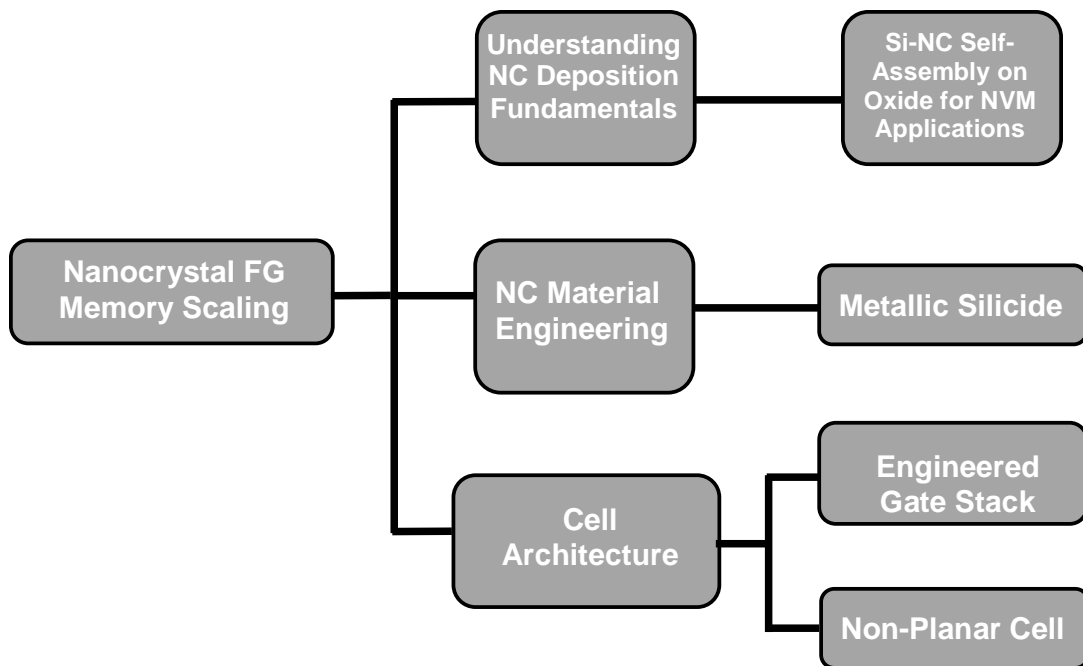 Understanding
NC Deposition
Fundamentals
Si-NC Self-
Assembly on
Oxide for NVM
Applications
Nanocrystal FG
Memory Scaling
NC Material
Engineering
Metallic Silicide
Cell
Architecture
Engineered
Gate Stack
Non-Planar Cell